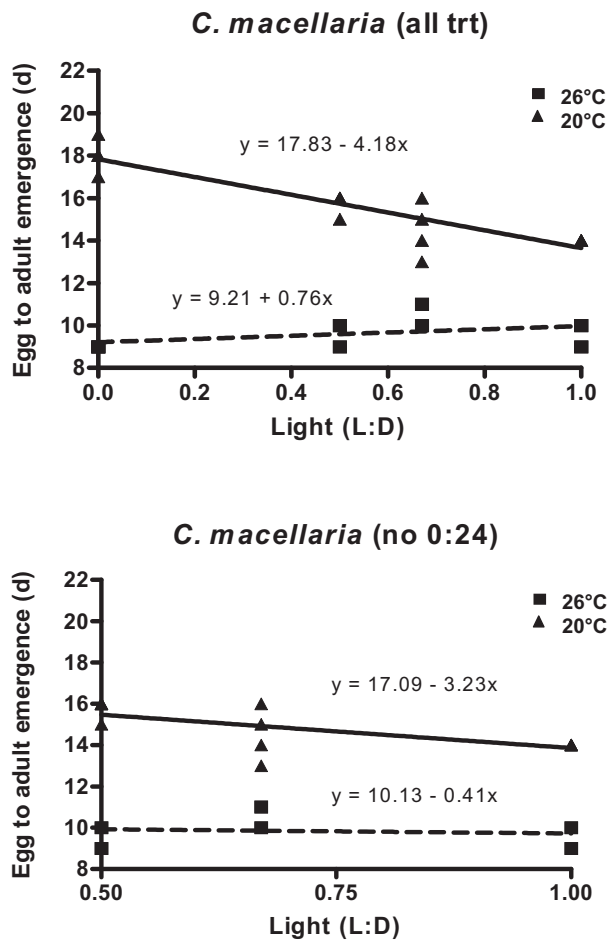 C. macellaria (all trt)
Egg to adult emergence (d)
22
20
18
16
14
12
10
8
26°C
20°C
y = 17.83 - 4.18x
y = 9.21 + 0.76x
0.0 0.2 0.4 0.6 0.8 1.0
Light (L:D)
C. macellaria (no 0:24)
Egg to adult emergence (d)
22
20
18
16
14
12
10
8
26°C
20°C
y = 17.09 - 3.23x
y = 10.13 - 0.41x
0.50 0.75 1.00
Light (L:D)